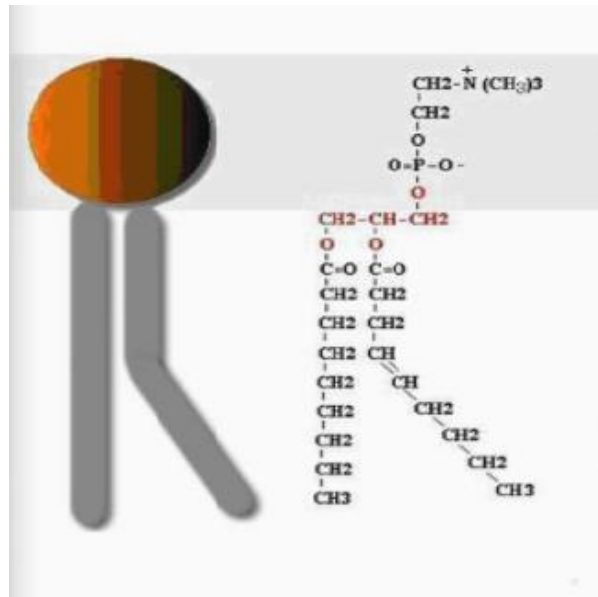 CH2-N+ (CH3)3
CH2
O
O=P-O-
O
CH2-CH-CH2
O O
C=O C=O
CH2 CH2
CH2 CH2
CH2 CH
CH2 CH
CH2 CH2
CH2 CH2
CH2 CH2
CH3 CH3